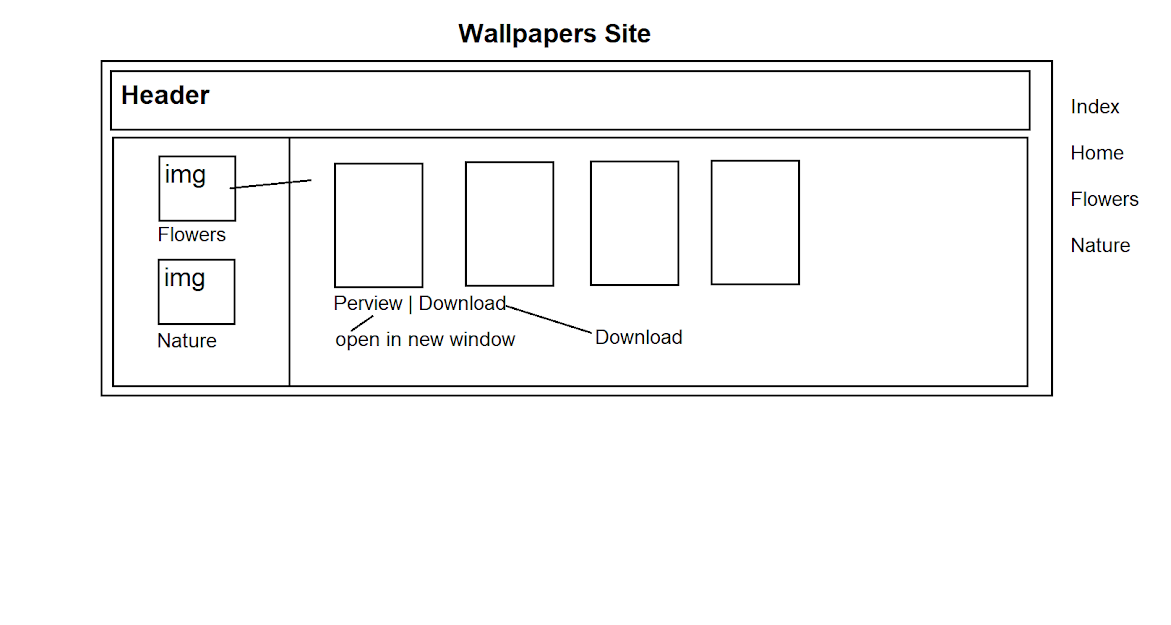 Wallpapers Site
Header
img
Flowers
img
Nature
Perview | Download
open in new window
Download
Index
Home
Flowers
Nature